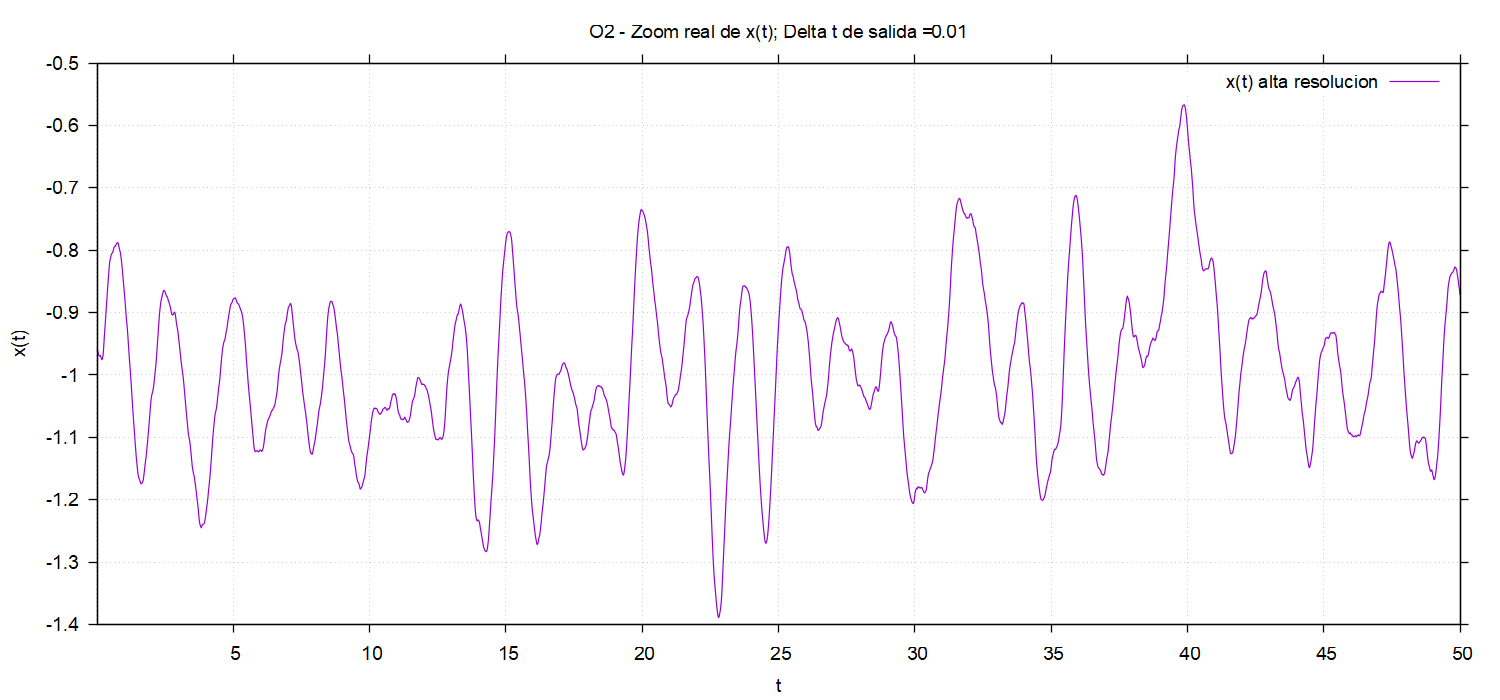 O2 - Zoom real de x(t); Delta t de salida =0.01
x(t) alta resolucion
-0.5
-0.6
-0.7
-0.8
-0.9
-1
-1.1
-1.2
-1.3
-1.4
x(t)
5 10 15 20 25 30 35 40 45 50
t